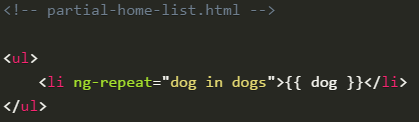 <!-- partial-home-list.html -->
<ul>
<li ng-repeat="dog in dogs">{{ dog }}</li>
</ul>